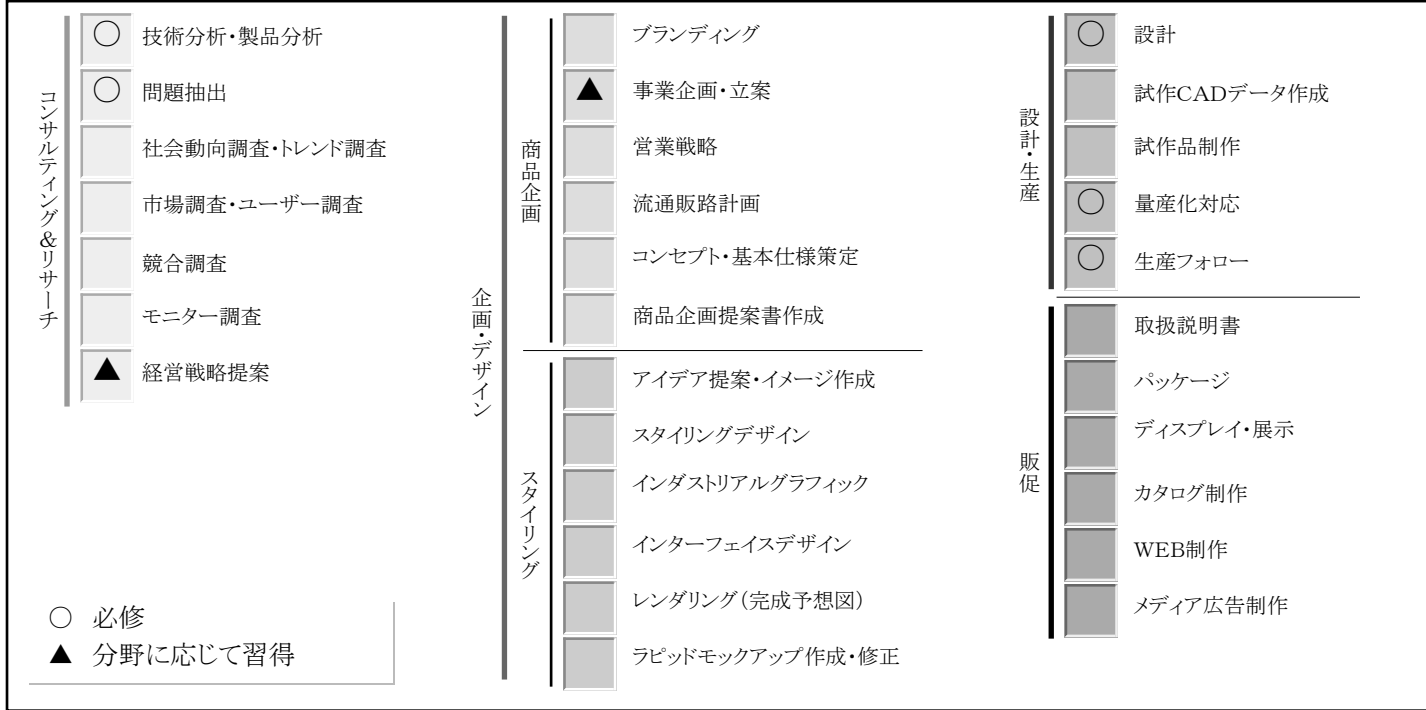 コンサルティング&リサーチ
○ 技術分析・製品分析
○ 問題抽出
社会動向調査・トレンド調査
市場調査・ユーザー調査
競合調査
モニター調査
▲ 経営戦略提案
企画・デザイン
商品企画
ブランディング
▲ 事業企画・立案
営業戦略
流通販路計画
コンセプト・基本仕様策定
商品企画提案書作成
スタイリング
アイデア提案・イメージ作成
スタイリングデザイン
インダストリアルグラフィック
インターフェイスデザイン
レンダリング(完成予想図)
ラピッドモックアップ作成・修正
設計・生産
○ 設計
試作CADデータ作成
試作品制作
○ 量産化対応
○ 生産フォロー
販促
取扱説明書
パッケージ
ディスプレイ・展示
カタログ制作
WEB制作
メディア広告制作
○ 必修
▲ 分野に応じて習得